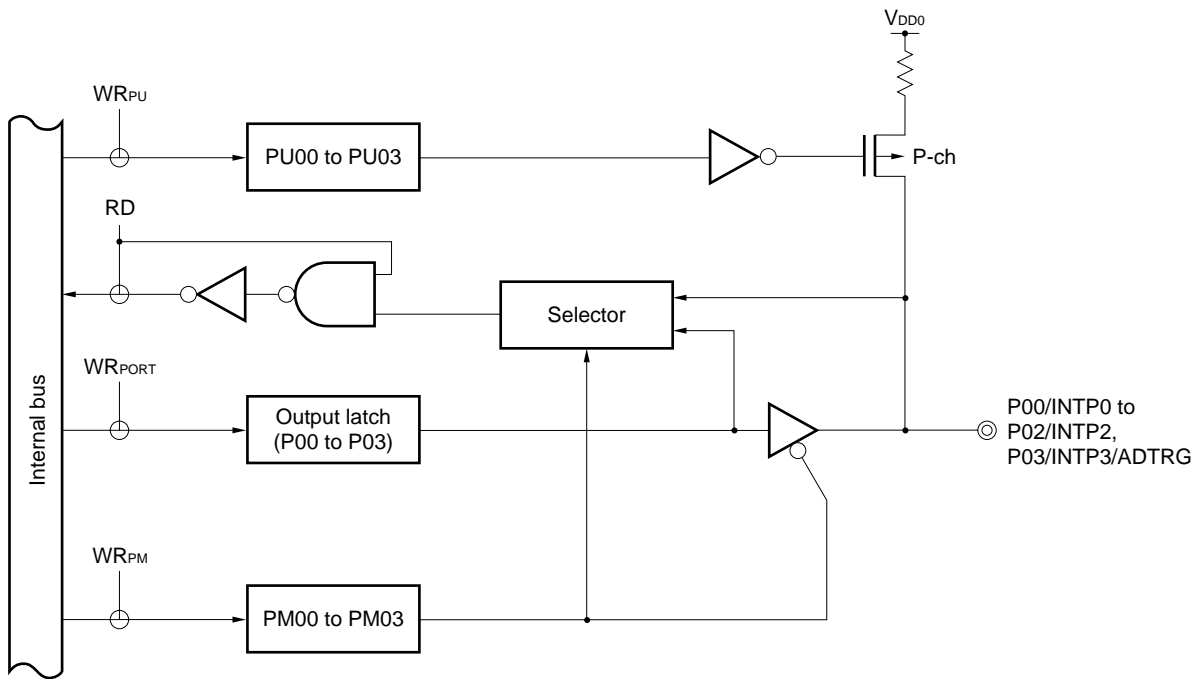 VDD0
WRPU
PU00 to PU03
P-ch
RD
Selector
WRPORT
Output latch
(P00 to P03)
P00/INTP0 to
P02/INTP2,
P03/INTP3/ADTRG
Internal bus
WRPM
PM00 to PM03